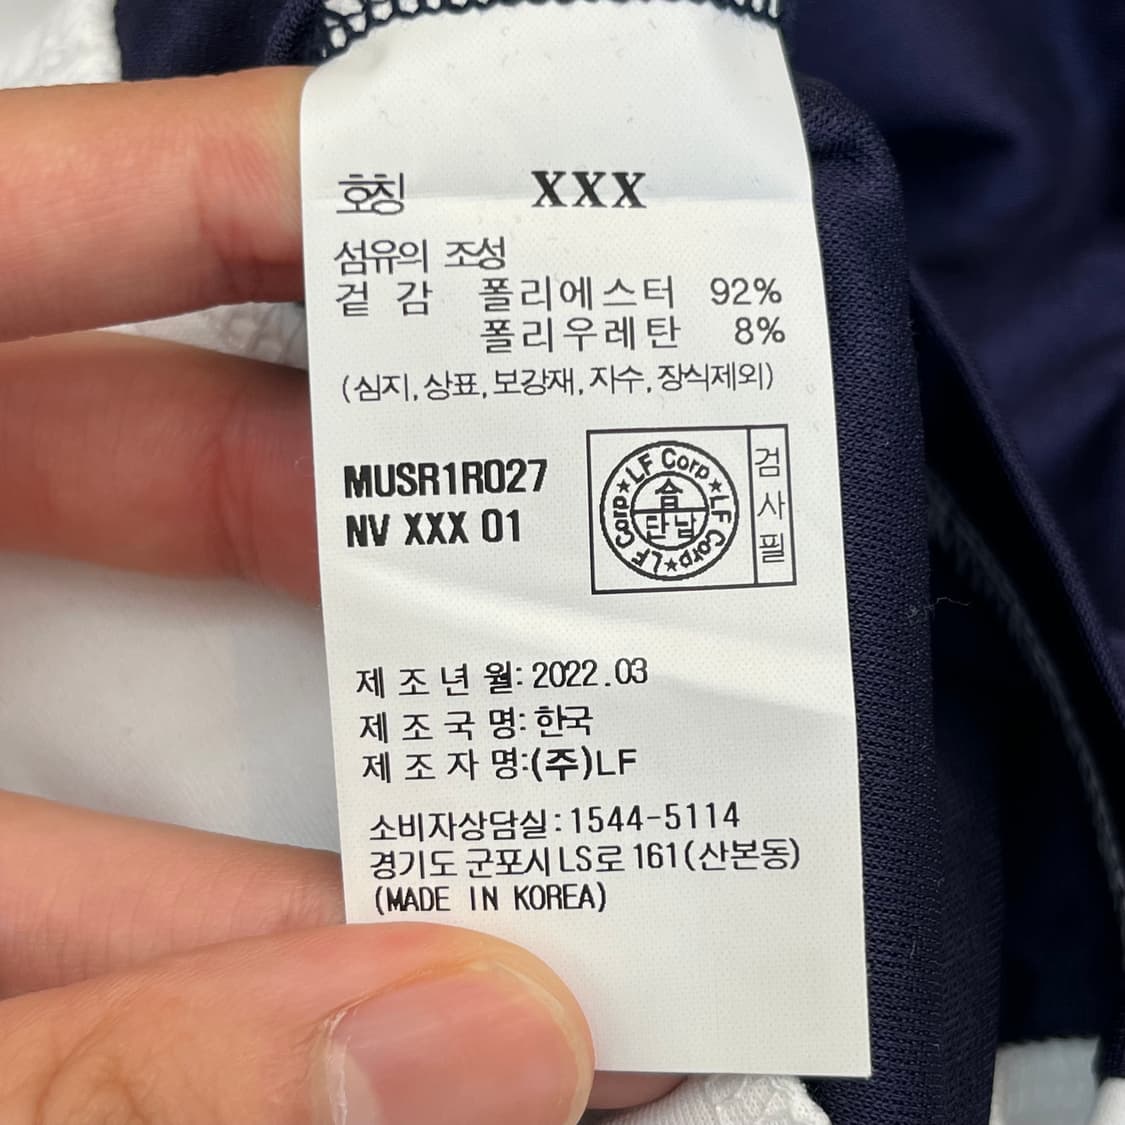 호칭 XXX
섬유의 조성
겉 감 폴리에스터 92%
폴리우레탄 8%
(심지,상표,보강재,자수,장식제외)
MUSR1R027
NV XXX 01
LF Corp★LF Corp★LF Corp★
단남
검사필
제조년월:2022.03
제조국명:한국
제조자명:(주)LF
소비자상담실:1544-5114
경기도 군포시 LS로 161(산본동)
(MADE IN KOREA)